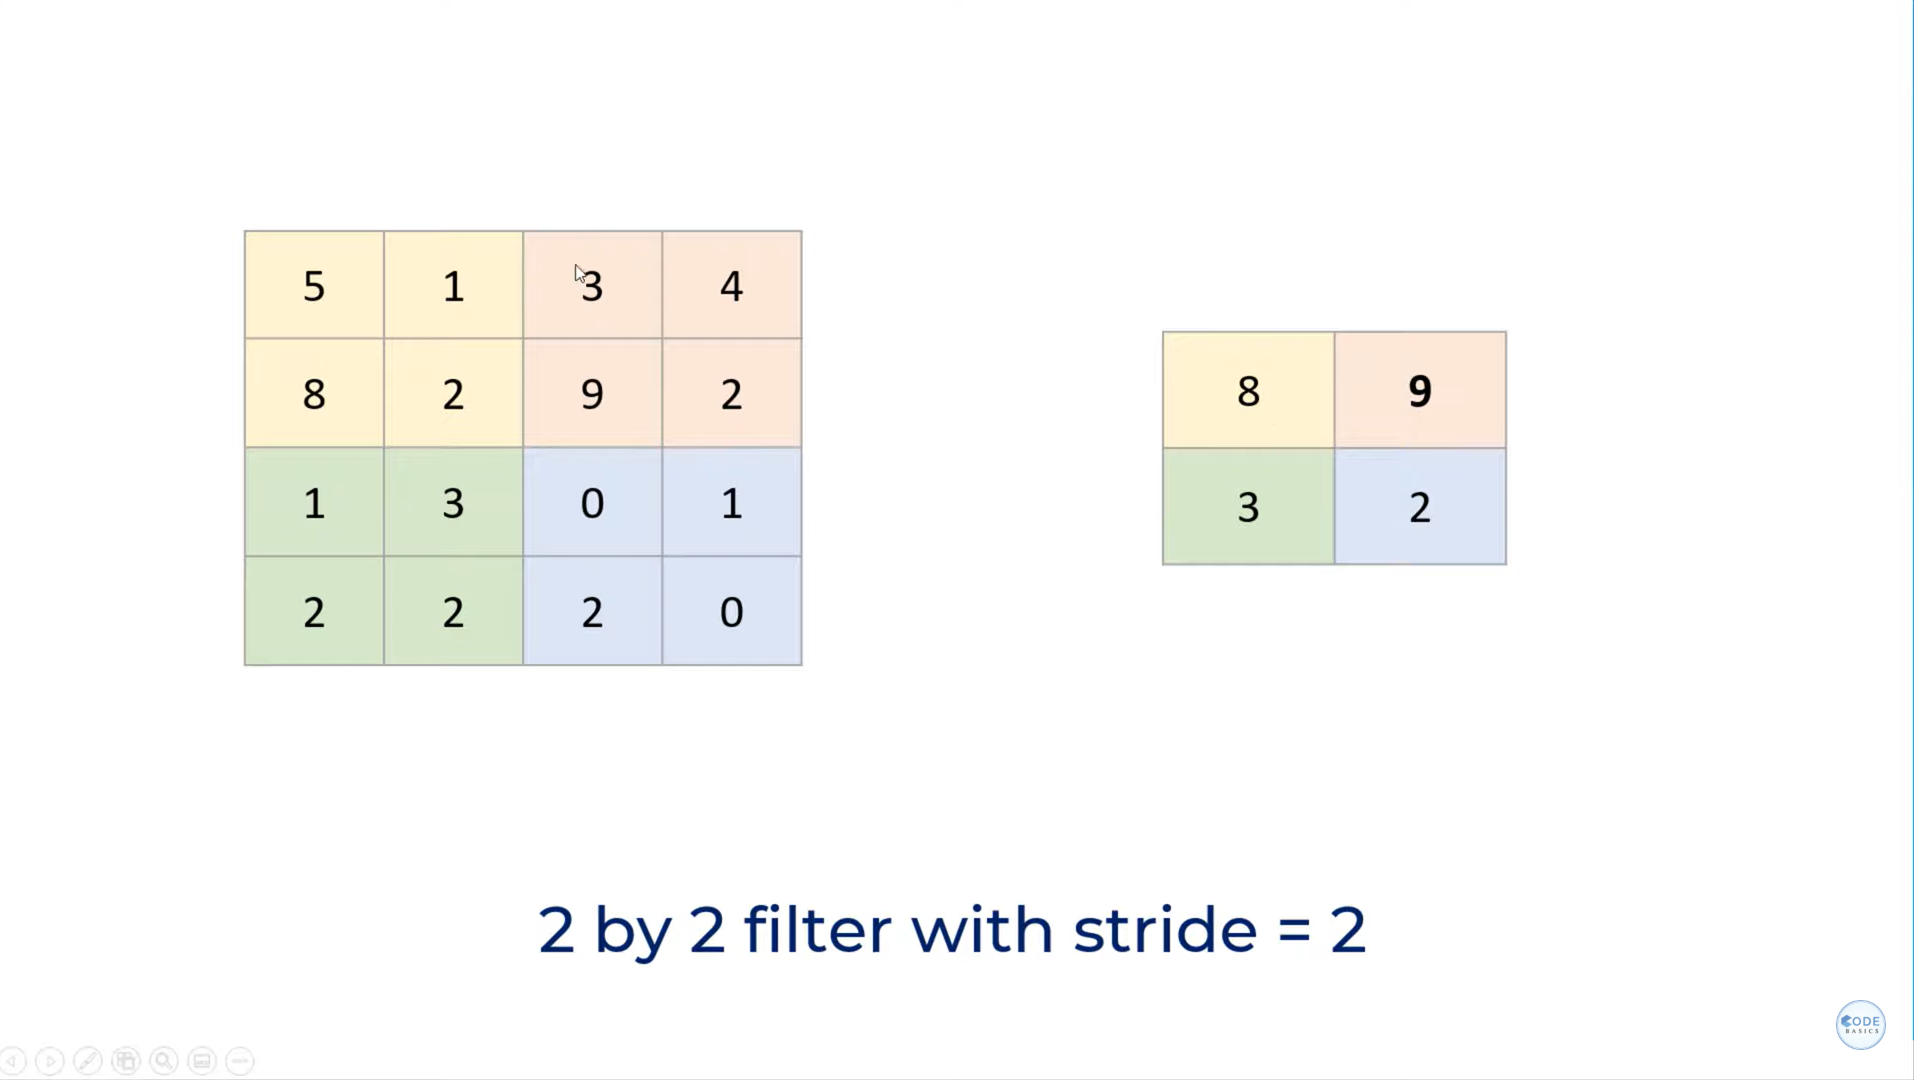 5 1 3 4
8 2 9 2
1 3 0 1
2 2 2 0
8 9
3 2
2 by 2 filter with stride = 2
CODE
BASICS